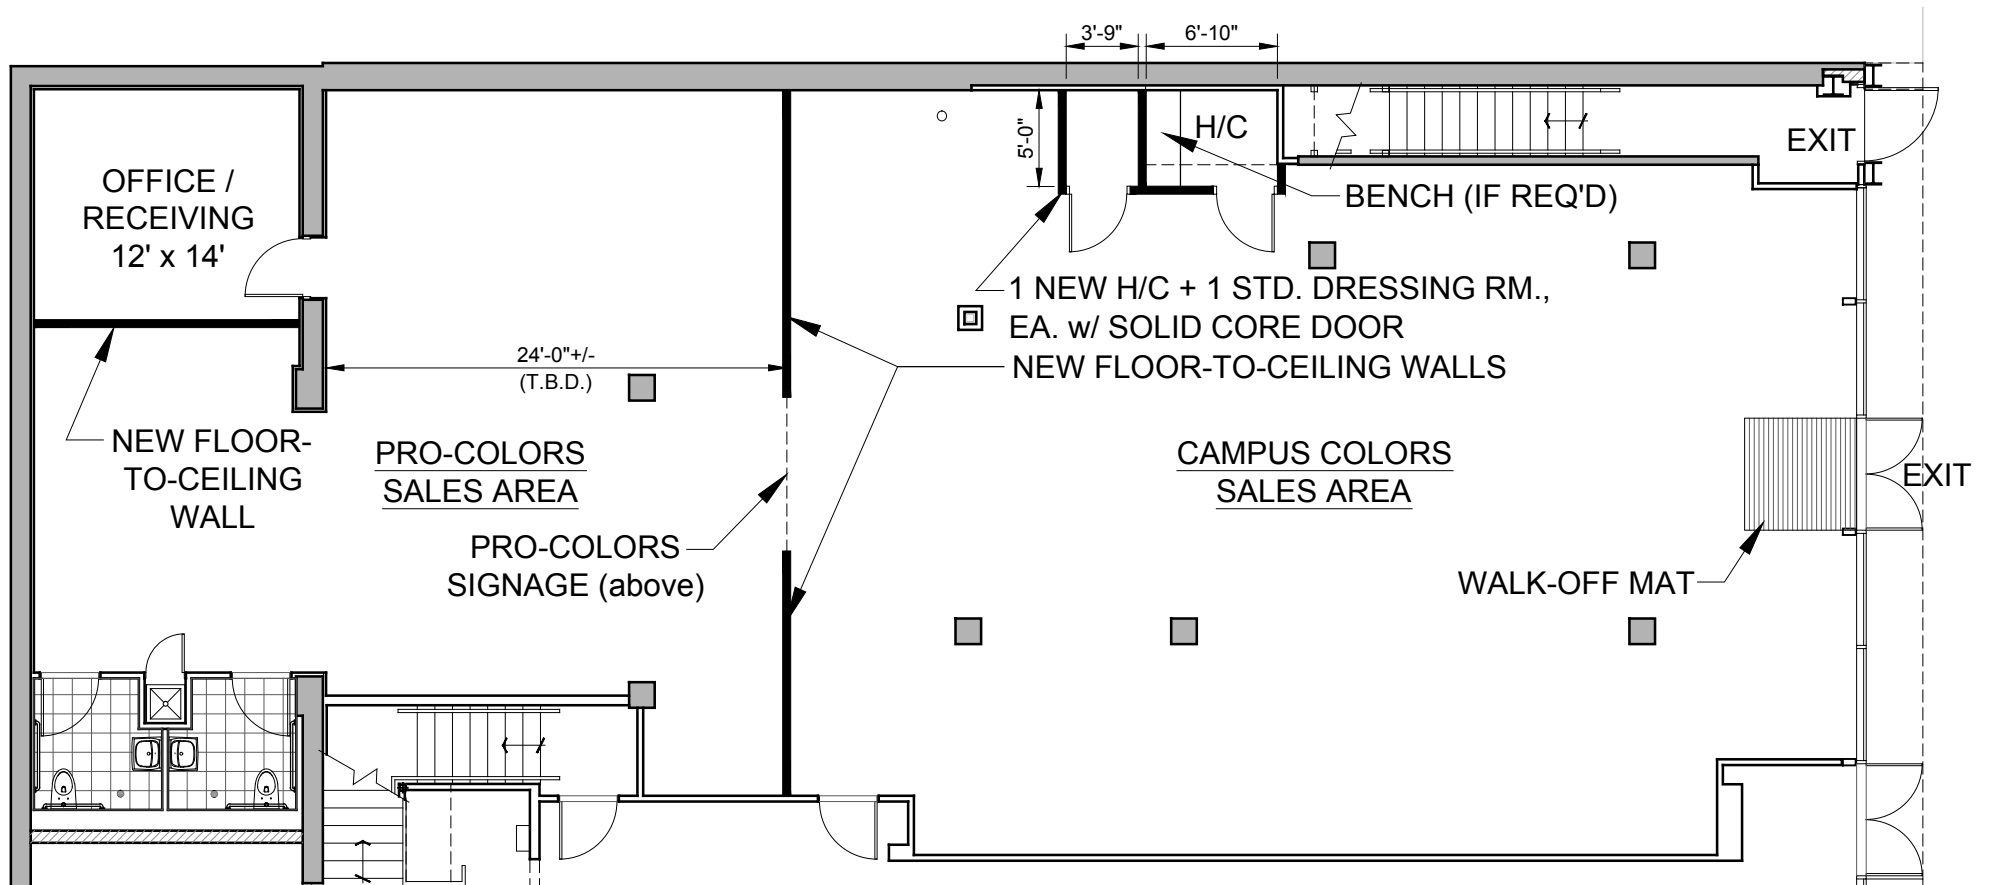 3'-9"
6'-10"
5'-0"
H/C
EXIT
OFFICE /
RECEIVING
12' x 14'
BENCH (IF REQ'D)
1 NEW H/C + 1 STD. DRESSING RM.,
EA. w/ SOLID CORE DOOR
NEW FLOOR-TO-CEILING WALLS
24'-0"+/-
(T.B.D.)
NEW FLOOR-
TO-CEILING
WALL
PRO-COLORS
SALES AREA
CAMPUS COLORS
SALES AREA
EXIT
PRO-COLORS
SIGNAGE (above)
WALK-OFF MAT